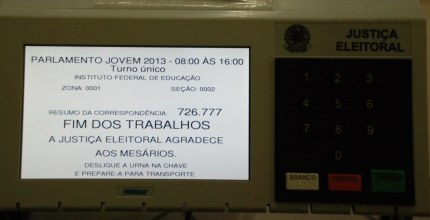 PARLAMENTO JOVEM 2013 - 08:00 ÀS 16:00
Turno único
INSTITUTO FEDERAL DE EDUCAÇÃO
ZONA: 0001 SEÇÃO: 0002
RESUMO DA CORRESPONDÊNCIA: 726.777
FIM DOS TRABALHOS
A JUSTIÇA ELEITORAL AGRADECE
AOS MESÁRIOS.
DESLIGUE A URNA NA CHAVE
E PREPARE-A PARA TRANSPORTE
JUSTIÇA
ELEITORAL
1 2 3
4 5 6
7 8 9
0
BRANCO